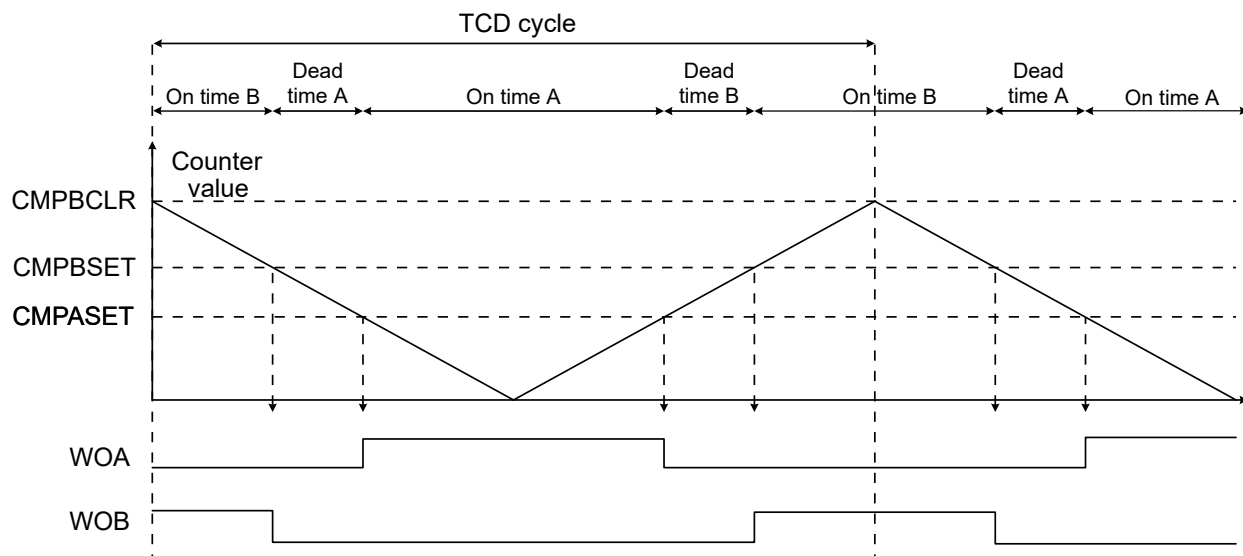 TCD cycle
Dead
Dead
Dead
On time B
time A
On time A
time B
On time B
time A
On time A
Counter
value
CMPBCLR
CMPBSET
CMPASET
WOA
WOB